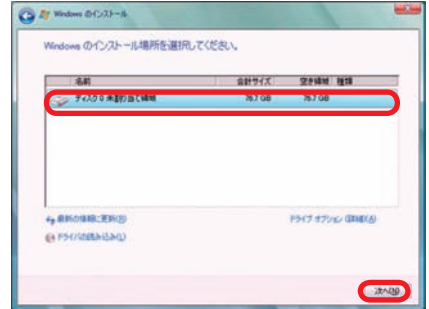 Windows のインストール
Windows のインストール場所を選択してください。
名前 合計サイズ 空き領域 種類
ディスク 0 未割り当て領域 76.7 GB 76.7 GB
最新の情報に更新(R) ドライブ オプション (詳細)(A)
ドライバの読み込み(L)
次へ(N)